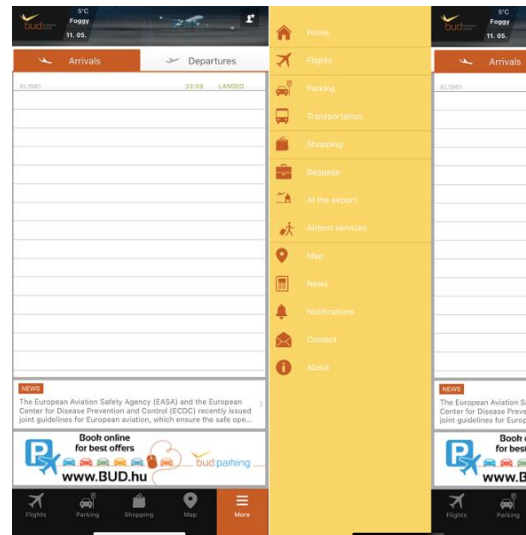 bud
5°C
Foggy
11. 05.
Arrivals
Departures
KL1981
23:09
LANDED
NEWS
The European Aviation Safety Agency (EASA) and the European
Center for Disease Prevention and Control (ECDC) recently issued
joint guidelines for European aviation, which ensure the safe ope...
Book online
for best offers
www.BUD.hu
bud:parking
Flights
Parking
Shopping
Map
More
Home
Flights
Parking
Transportation
Shopping
Baggage
At the airport
Airport services
Map
News
Notifications
Contact
About
bud
5°C
Foggy
11. 05.
Arrivals
KL1981
NEWS
The European Aviation Sa
Center for Disease Preve
joint guidelines for Europ
Book
for best
www.B
Flights
Parking